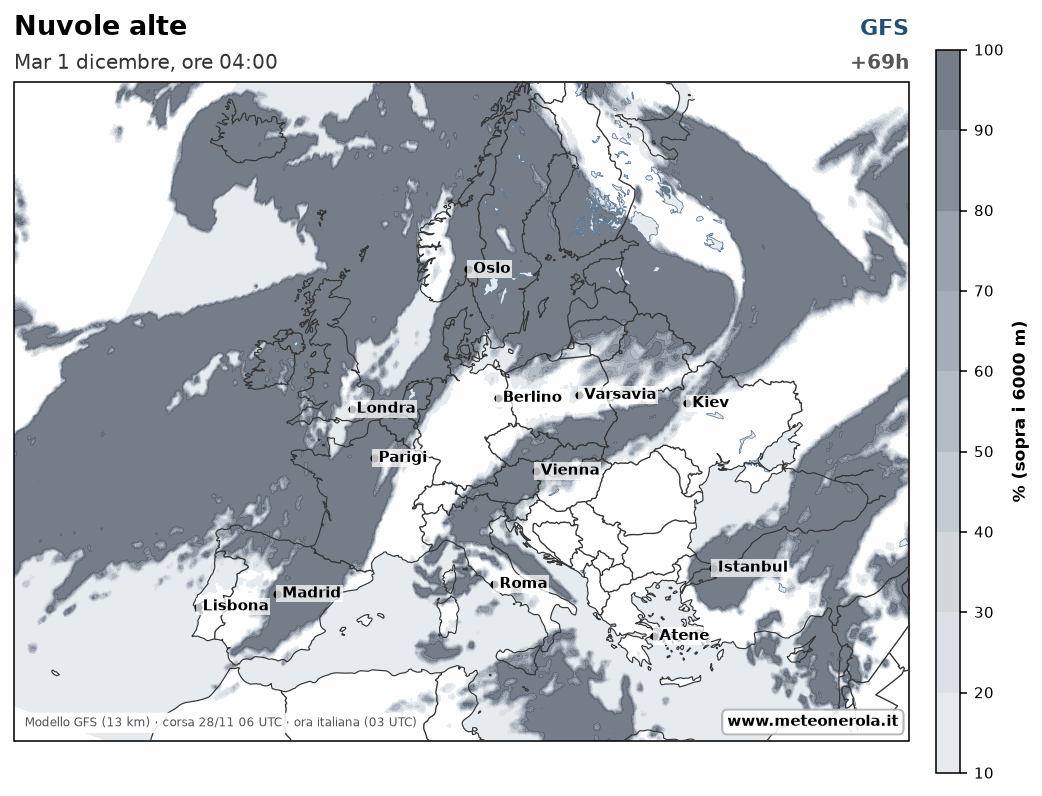 Nuvole alte
GFS
Mar 1 dicembre, ore 04:00
+69h
Oslo
Berlino
Varsavia
Kiev
Londra
Parigi
Vienna
Istanbul
Roma
Madrid
Lisbona
Atene
Modello GFS (13 km) · corsa 28/11 06 UTC · ora italiana (03 UTC)
www.meteonerola.it
100
90
80
70
60
50
40
30
20
10
% (sopra i 6000 m)